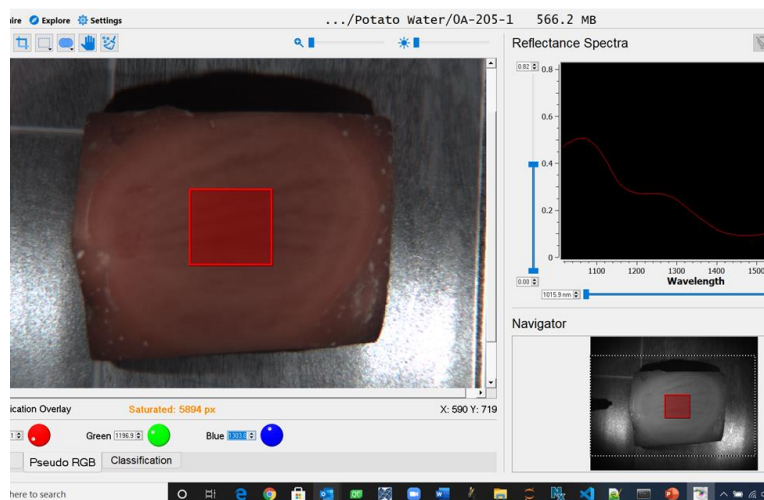 ire Explore Settings
.../Potato Water/OA-205-1 566.2 MB
Reflectance Spectra
0.82
0.8
0.6
0.4
0.2
0
0.00
1100 1200 1300 1400 1500
Wavelength
1015.9 nm
Navigator
ication Overlay
Saturated: 5894 px
X: 590 Y: 719
Green 1196.9
Blue 1303.0
Pseudo RGB
Classification
here to search